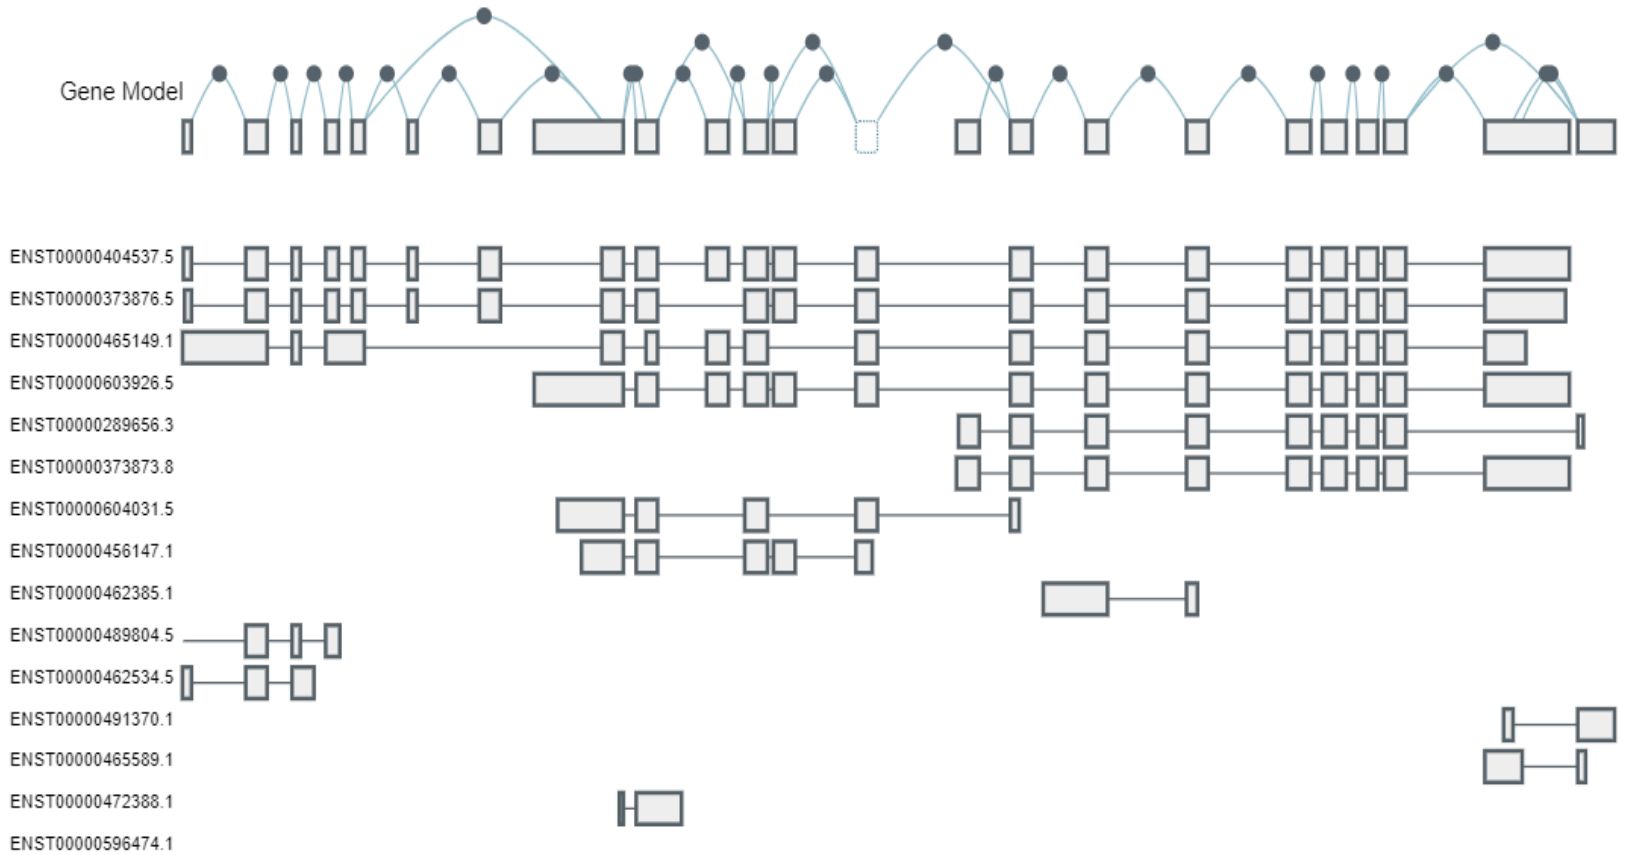 Gene Model
ENST00000404537.5
ENST00000373876.5
ENST00000465149.1
ENST00000603926.5
ENST00000289656.3
ENST00000373873.8
ENST00000604031.5
ENST00000456147.1
ENST00000462385.1
ENST00000489804.5
ENST00000462534.5
ENST00000491370.1
ENST00000465589.1
ENST00000472388.1
ENST00000596474.1